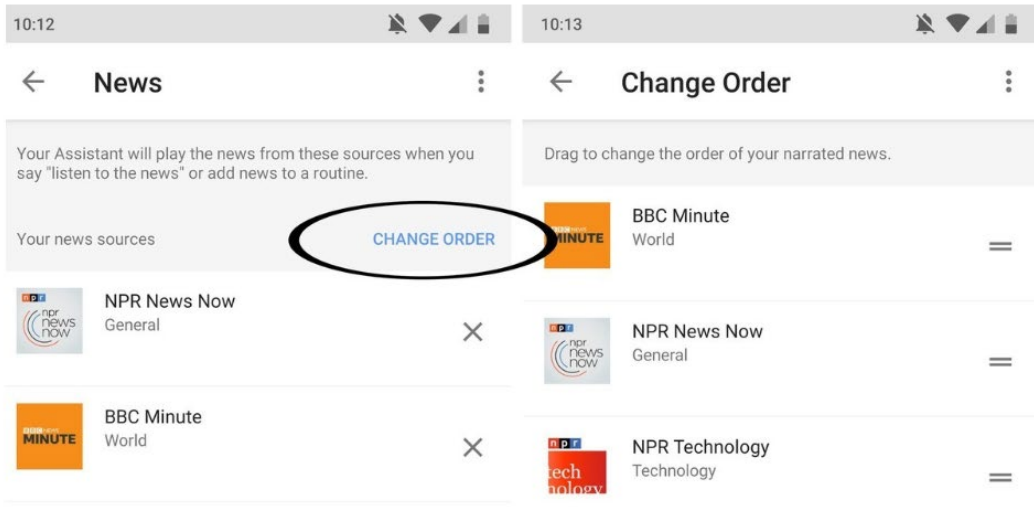 10:12
News
Your Assistant will play the news from these sources when you
say "listen to the news" or add news to a routine.
Your news sources
CHANGE ORDER
npr
npr
news
now
NPR News Now
General
BBC NEWS
MINUTE
BBC Minute
World
10:13
Change Order
Drag to change the order of your narrated news.
MINUTE
BBC Minute
World
npr
npr
news
now
NPR News Now
General
npr
tech
nology
NPR Technology
Technology